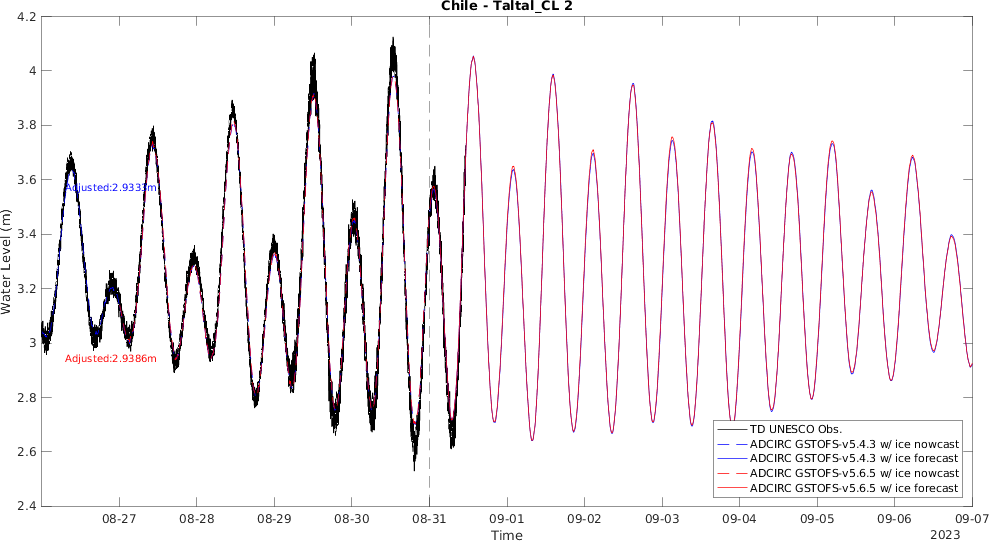 Chile - Taltal_CL 2
Water Level (m)
4.2
4
3.8
3.6
3.4
3.2
3
2.8
2.6
2.4
Adjusted:2.9333m
Adjusted:2.9386m
TD UNESCO Obs.
ADCIRC GSTOFS-v5.4.3 w/ ice nowcast
ADCIRC GSTOFS-v5.4.3 w/ ice forecast
ADCIRC GSTOFS-v5.6.5 w/ ice nowcast
ADCIRC GSTOFS-v5.6.5 w/ ice forecast
08-27 08-28 08-29 08-30 08-31 09-01 09-02 09-03 09-04 09-05 09-06 09-07
Time
2023